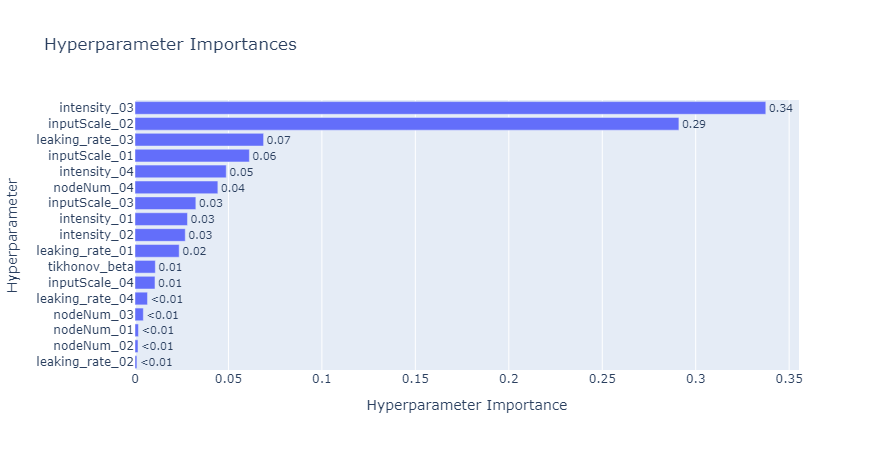 Hyperparameter Importances
intensity_03 0.34
inputScale_02 0.29
leaking_rate_03 0.07
inputScale_01 0.06
intensity_04 0.05
nodeNum_04 0.04
inputScale_03 0.03
intensity_01 0.03
intensity_02 0.03
leaking_rate_01 0.02
tikhonov_beta 0.01
inputScale_04 0.01
leaking_rate_04 <0.01
nodeNum_03 <0.01
nodeNum_01 <0.01
nodeNum_02 <0.01
leaking_rate_02 <0.01
0 0.05 0.1 0.15 0.2 0.25 0.3 0.35
Hyperparameter Importance
Hyperparameter